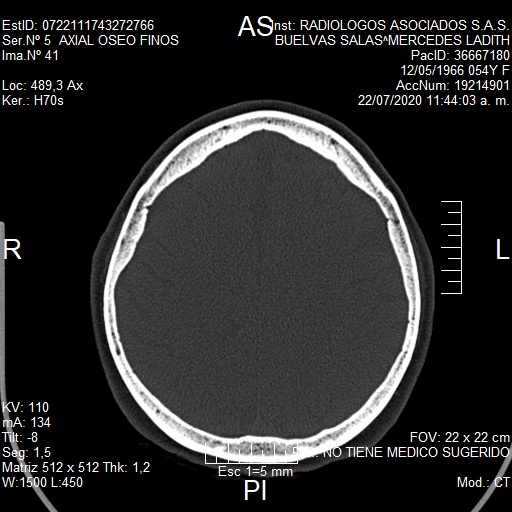 EstID: 0722111743272766
Ser.Nº 5 AXIAL OSEO FINOS
Ima.Nº 41
Loc: 489,3 Ax
Ker.: H70s
AS
Inst: RADIOLOGOS ASOCIADOS S.A.S.
BUELVAS SALAS^MERCEDES LADITH
PacID: 36667180
12/05/1966 054Y F
AccNum: 19214901
22/07/2020 11:44:03 a. m.
R
L
KV: 110
mA: 134
Tilt: -8
Seg: 1,5
Matriz 512 x 512 Thk: 1,2
W:1500 L:450
Esc 1=5 mm
PI
FOV: 22 x 22 cm
NO TIENE MEDICO SUGERIDO
Mod.: CT